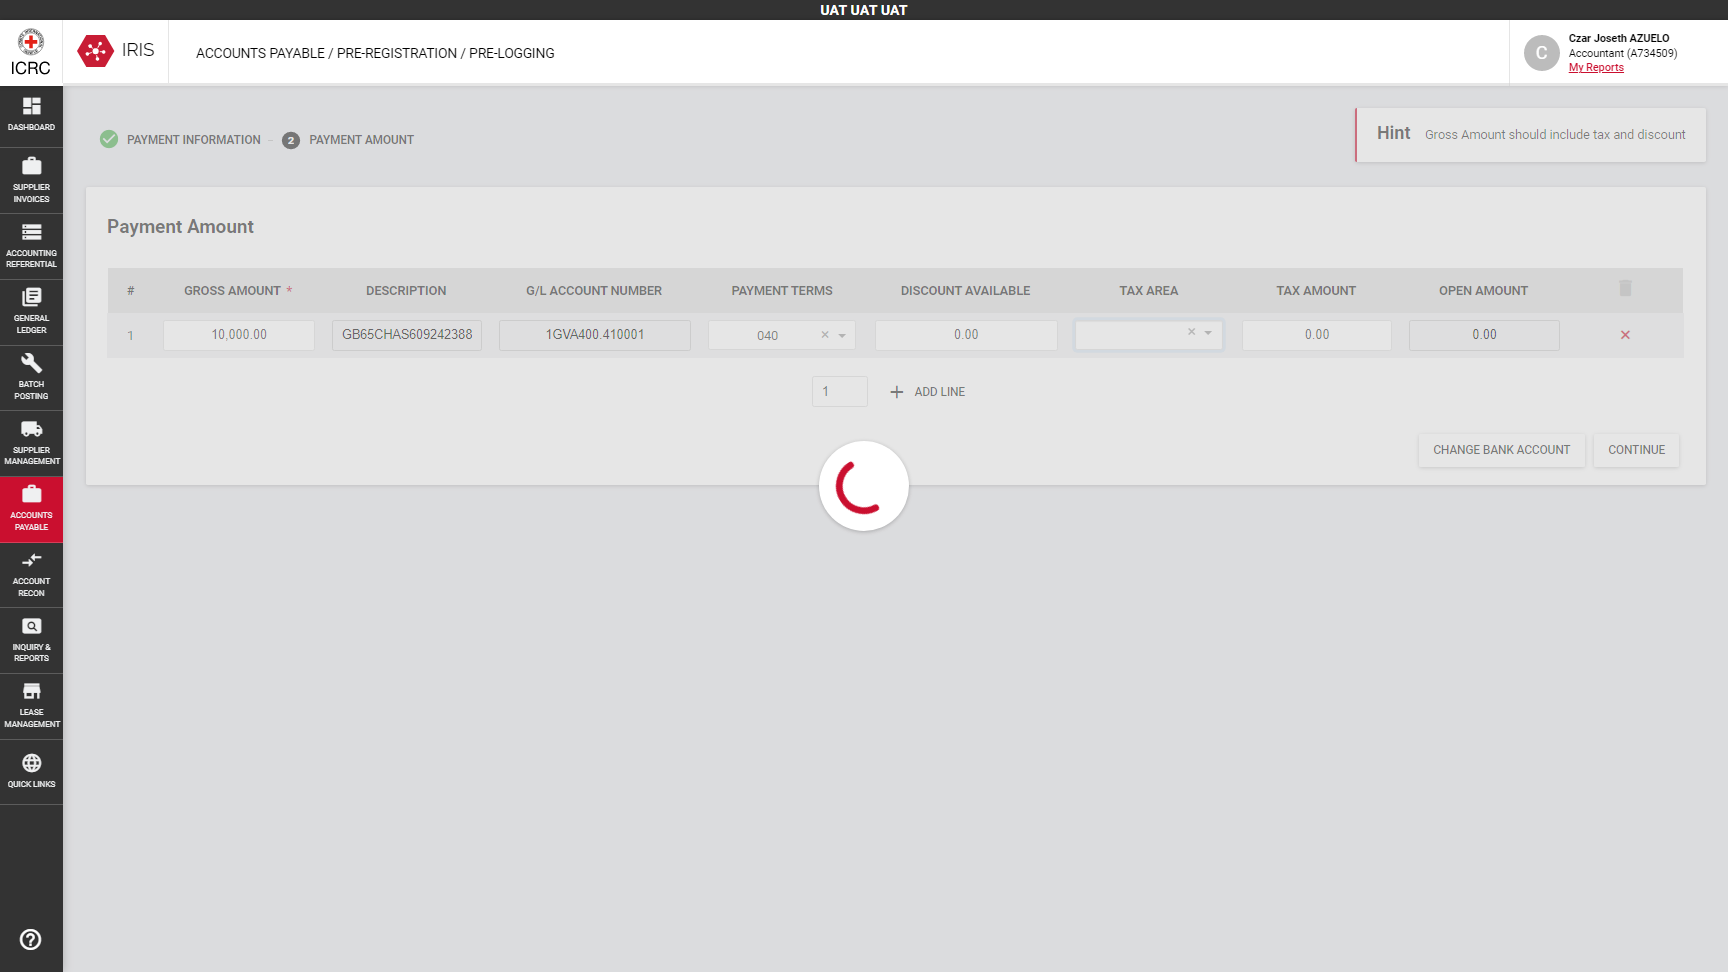 UAT UAT UAT
ICRC
IRIS
ACCOUNTS PAYABLE / PRE-REGISTRATION / PRE-LOGGING
C
Czar Joseth AZUELO
Accountant (A734509)
My Reports
DASHBOARD
SUPPLIER
INVOICES
ACCOUNTING
REFERENTIAL
GENERAL
LEDGER
BATCH
POSTING
SUPPLIER
MANAGEMENT
ACCOUNTS
PAYABLE
ACCOUNT
RECON
INQUIRY &
REPORTS
LEASE
MANAGEMENT
QUICK LINKS
PAYMENT INFORMATION
2 PAYMENT AMOUNT
Hint Gross Amount should include tax and discount
Payment Amount
# GROSS AMOUNT * DESCRIPTION G/L ACCOUNT NUMBER PAYMENT TERMS DISCOUNT AVAILABLE TAX AREA TAX AMOUNT OPEN AMOUNT
1 10,000.00 GB65CHAS609242388 1GVA400.410001 040 × 0.00 × 0.00 0.00 ×
1 + ADD LINE
CHANGE BANK ACCOUNT CONTINUE